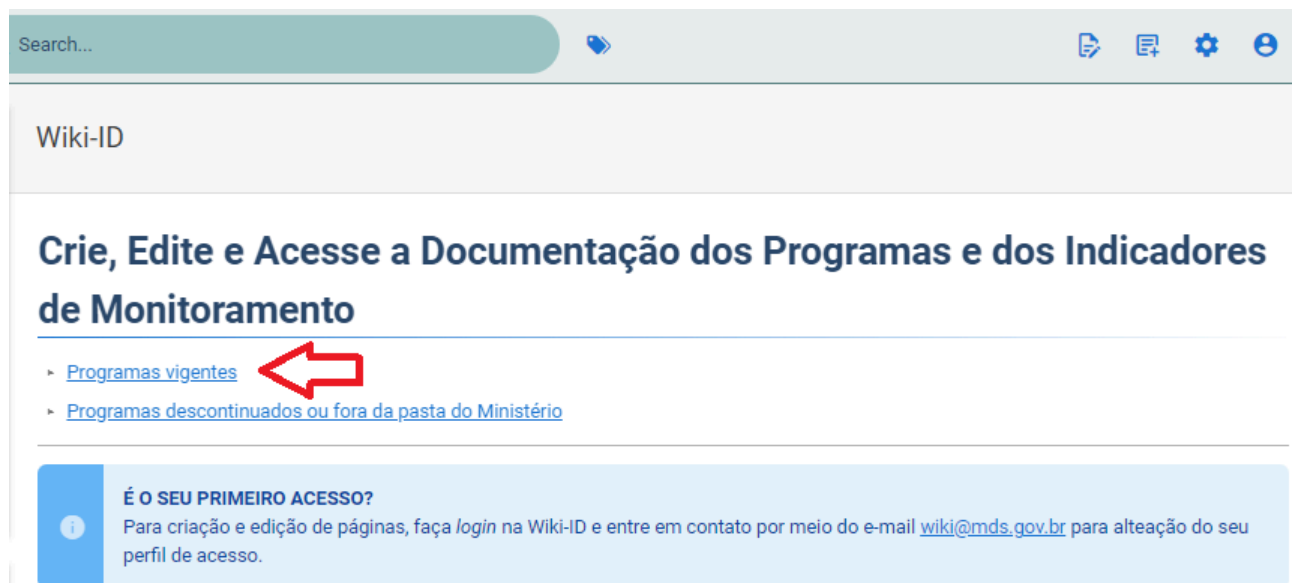 Search...
Wiki-ID
Crie, Edite e Acesse a Documentação dos Programas e dos Indicadores
de Monitoramento
Programas vigentes
Programas descontinuados ou fora da pasta do Ministério
É O SEU PRIMEIRO ACESSO?
Para criação e edição de páginas, faça login na Wiki-ID e entre em contato por meio do e-mail wiki@mds.gov.br para alteação do seu
perfil de acesso.